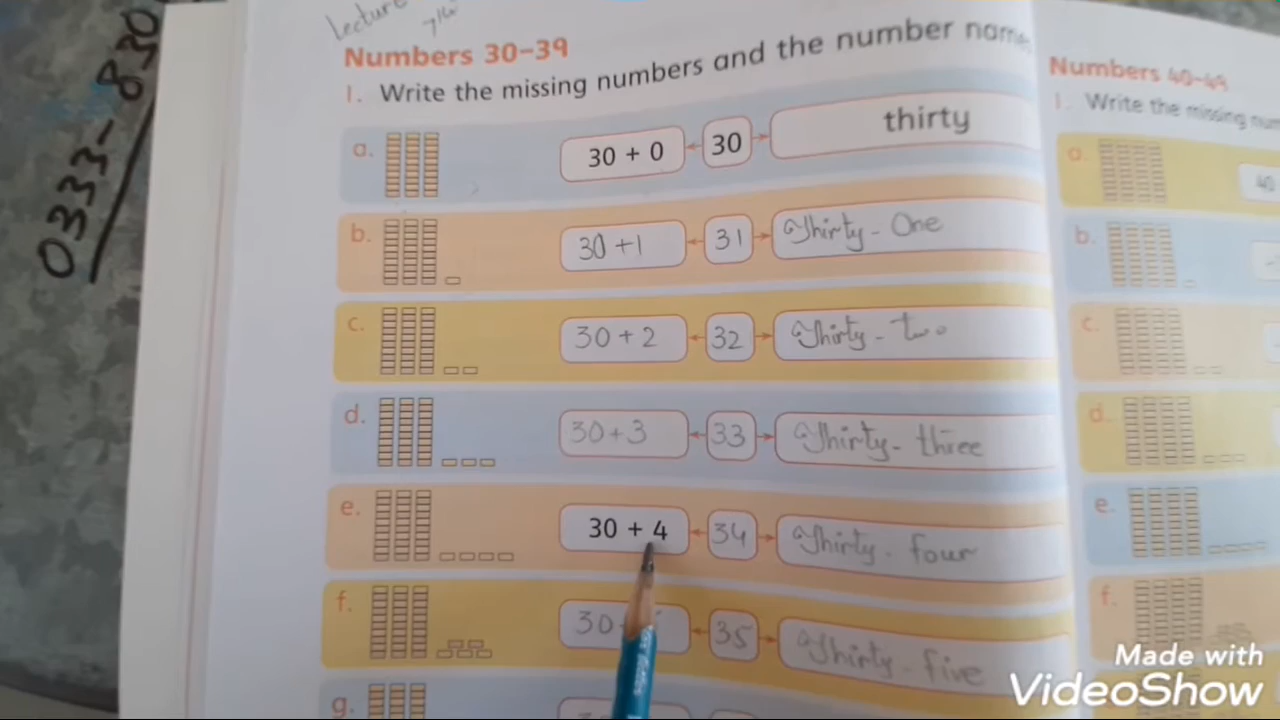 0333-830
Lecture
Numbers 30–39
1. Write the missing numbers and the number
a. 30 + 0 30 thirty
b. 30 + 1 31 Thirty - One
c. 30 + 2 32 Thirty - two
d. 30 + 3 33 Thirty - three
e. 30 + 4 34 Thirty - four
f. 30 35 Thirty - five
g.
Numbers 40–49
1. Write the missing
a. 40
b.
c.
d.
e.
f.
Made with
VideoShow